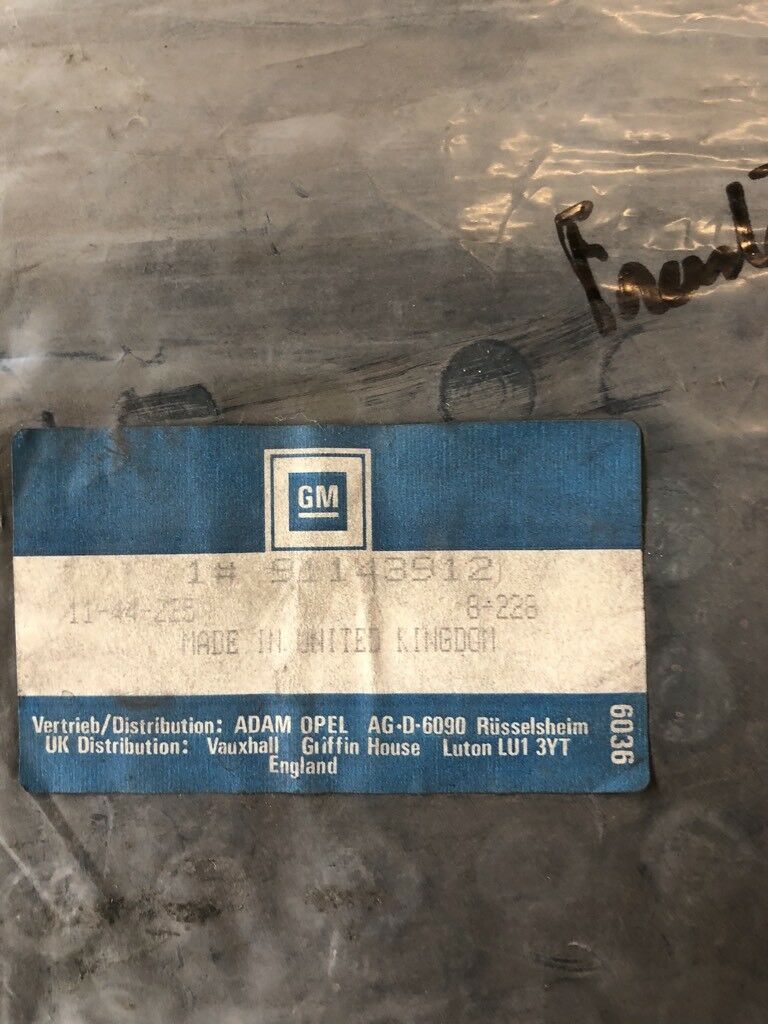 GM
1# 91143912
11-44-225 8-228
MADE IN UNITED KINGDOM
Vertrieb/Distribution: ADAM OPEL AG·D-6090 Rüsselsheim
UK Distribution: Vauxhall Griffin House Luton LU1 3YT
England
6036